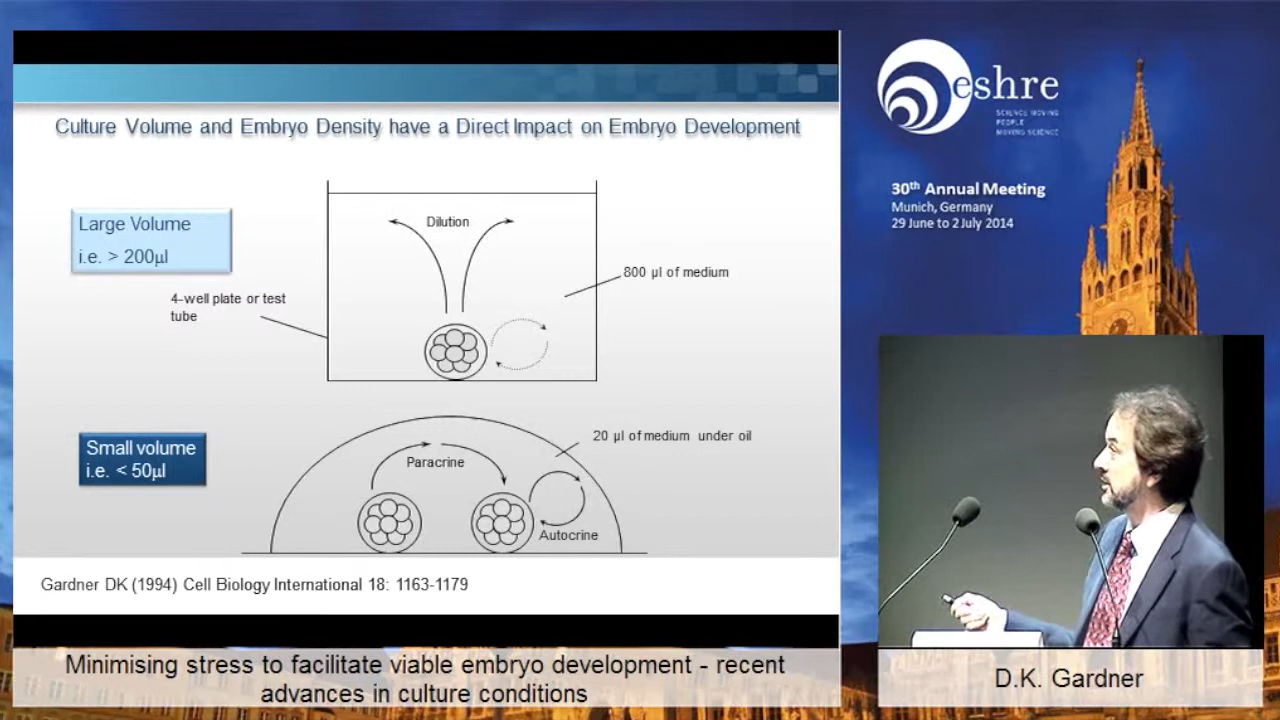 Culture Volume and Embryo Density have a Direct Impact on Embryo Development
Large Volume
i.e. > 200µl
Dilution
800 µl of medium
4-well plate or test
tube
Small volume
i.e. < 50µl
20 µl of medium under oil
Paracrine
Autocrine
Gardner DK (1994) Cell Biology International 18: 1163-1179
eshre
SCIENCE MOVING
PEOPLE
MOVING SCIENCE
30th Annual Meeting
Munich, Germany
29 June to 2 July 2014
Minimising stress to facilitate viable embryo development - recent
advances in culture conditions
D.K. Gardner